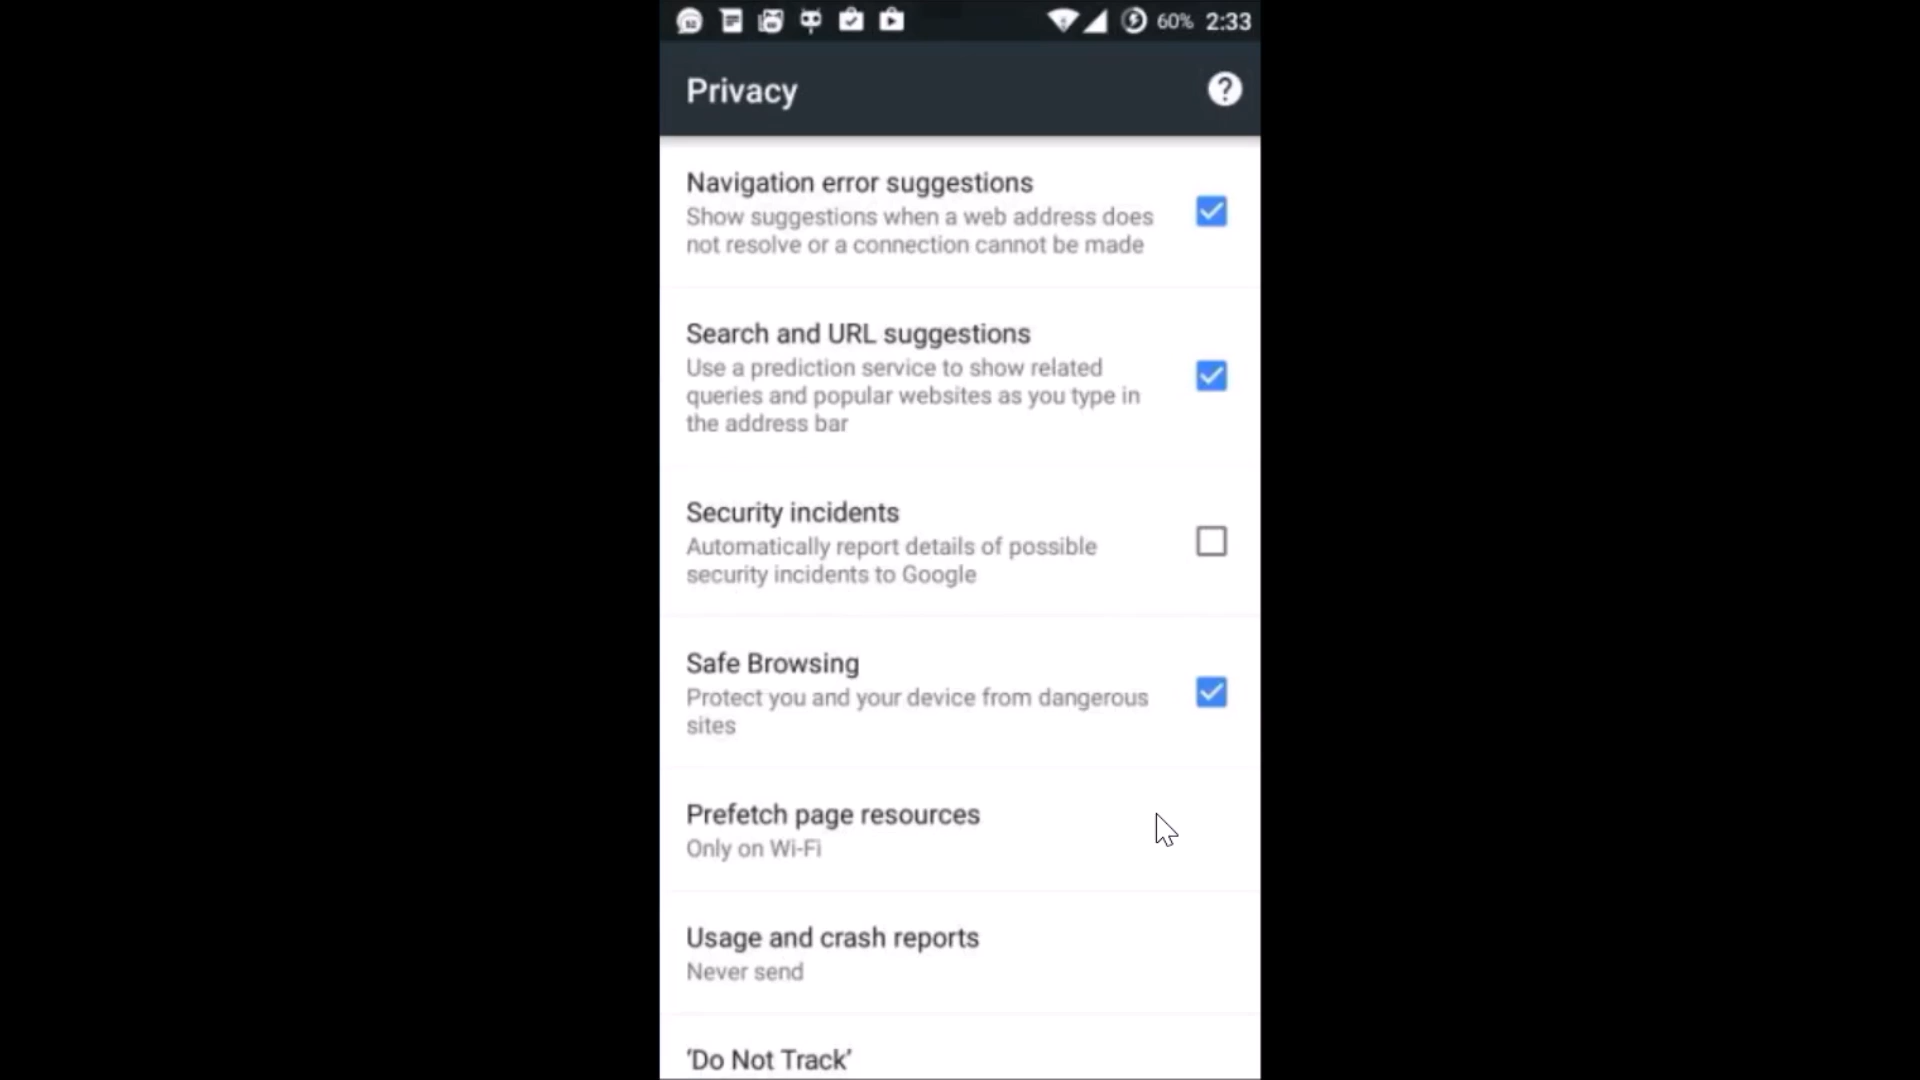 60% 2:33
Privacy
Navigation error suggestions
Show suggestions when a web address does
not resolve or a connection cannot be made
Search and URL suggestions
Use a prediction service to show related
queries and popular websites as you type in
the address bar
Security incidents
Automatically report details of possible
security incidents to Google
Safe Browsing
Protect you and your device from dangerous
sites
Prefetch page resources
Only on Wi-Fi
Usage and crash reports
Never send
‘Do Not Track’